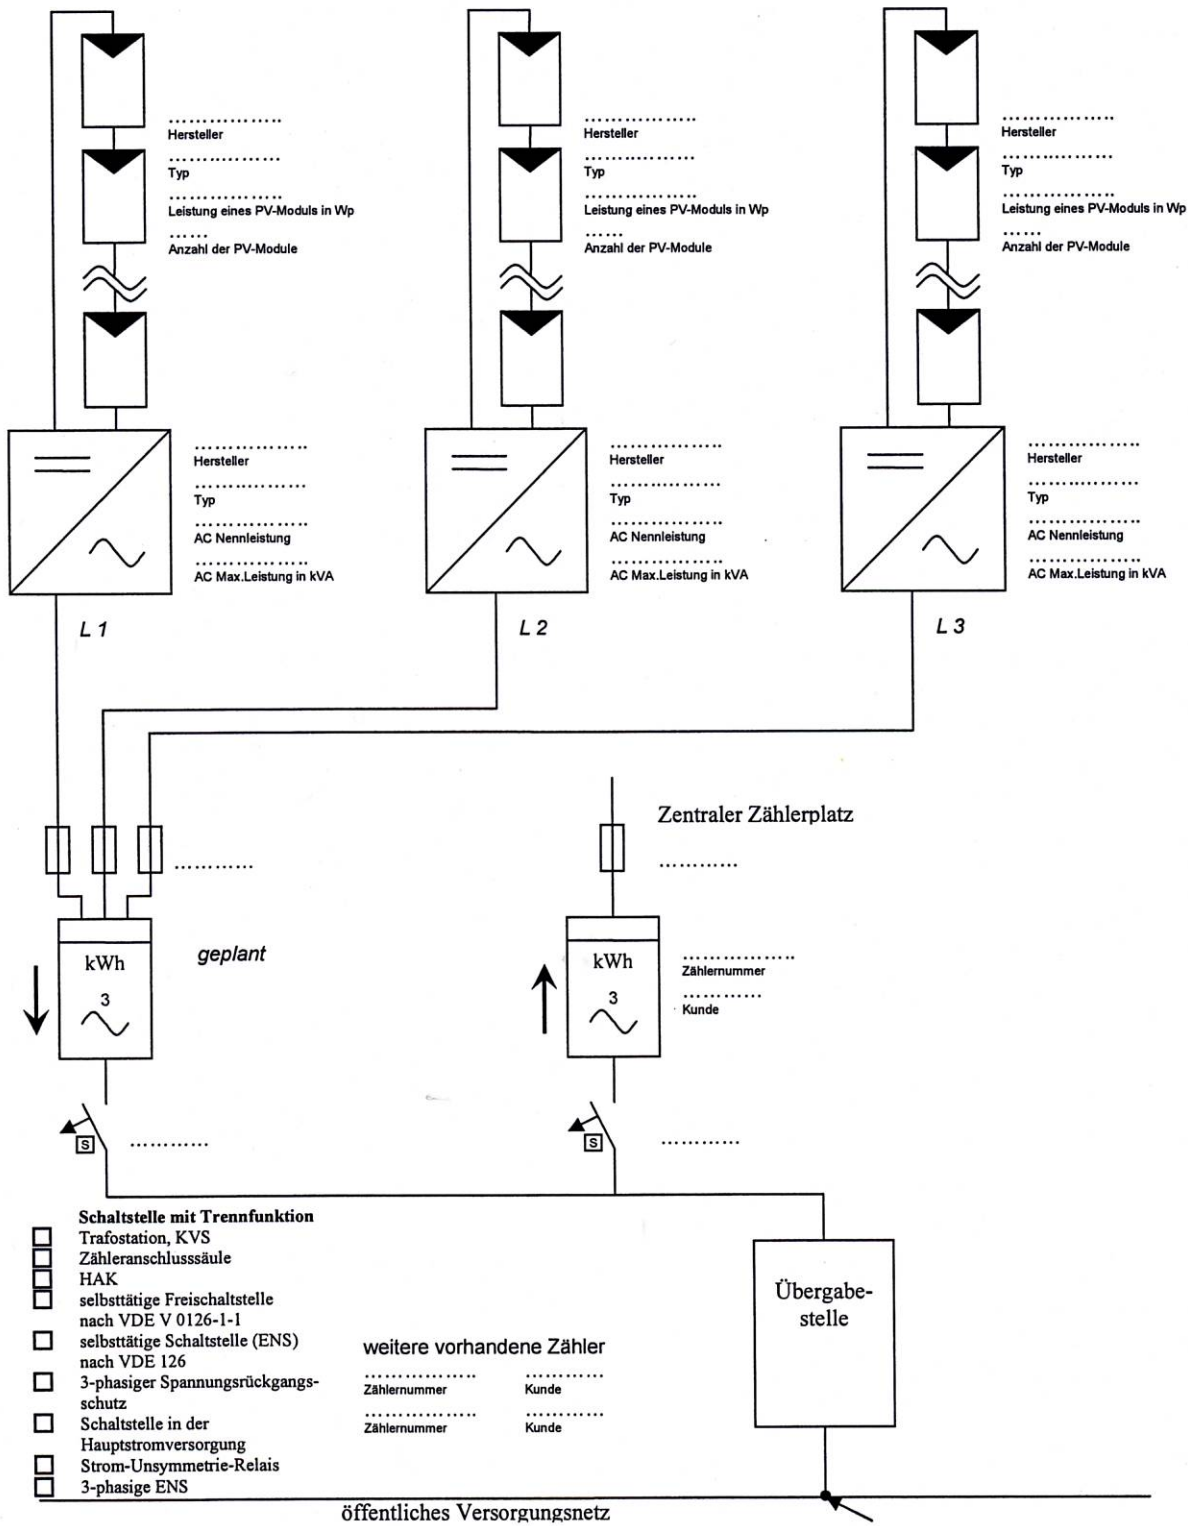 Hersteller
Typ
Leistung eines PV-Moduls in Wp
Anzahl der PV-Module
Hersteller
Typ
Leistung eines PV-Moduls in Wp
Anzahl der PV-Module
Hersteller
Typ
Leistung eines PV-Moduls in Wp
Anzahl der PV-Module
Hersteller
Typ
AC Nennleistung
AC Max.Leistung in kVA
Hersteller
Typ
AC Nennleistung
AC Max.Leistung in kVA
Hersteller
Typ
AC Nennleistung
AC Max.Leistung in kVA
L 1
L 2
L 3
Zentraler Zählerplatz
kWh
3
geplant
kWh
3
Zählernummer
Kunde
S
S
Schaltstelle mit Trennfunktion
Trafostation, KVS
Zähleranschlusssäule
HAK
selbsttätige Freischaltstelle
nach VDE V 0126-1-1
selbsttätige Schaltstelle (ENS)
nach VDE 126
3-phasiger Spannungsrückgangs-
schutz
Schaltstelle in der
Hauptstromversorgung
Strom-Unsymmetrie-Relais
3-phasige ENS
weitere vorhandene Zähler
Zählernummer Kunde
Zählernummer Kunde
Übergabe-
stelle
öffentliches Versorgungsnetz